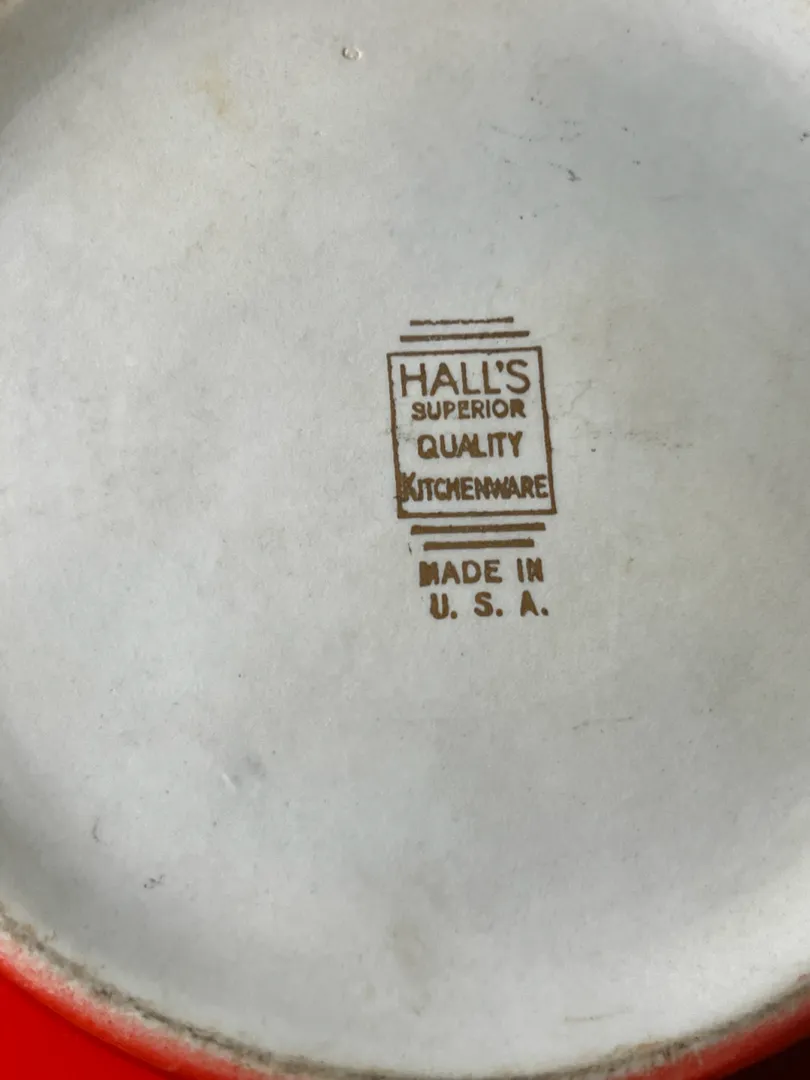 HALL'S
SUPERIOR
QUALITY
KITCHENWARE
MADE IN
U. S. A.